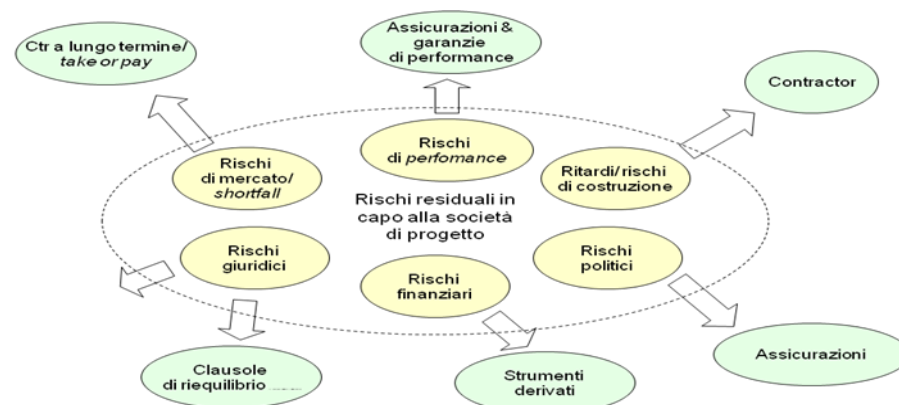 Assicurazioni &
garanzie
di performance
Ctr a lungo termine/
take or pay
Contractor
Rischi
di perfomance
Rischi
di mercato/
shortfall
Ritardi/rischi
di costruzione
Rischi residuali in
capo alla società
di progetto
Rischi
giuridici
Rischi
politici
Rischi
finanziari
Assicurazioni
Clausole
di riequilibrio
Strumenti
derivati